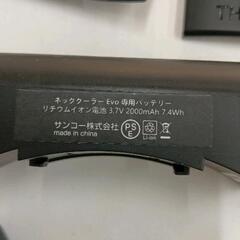 TH
ネッククーラー Evo 専用バッテリー
リチウムイオン電池 3.7V 2000mAh 7.4Wh
サンコー株式会社
made in china
PS
E
Li-ion